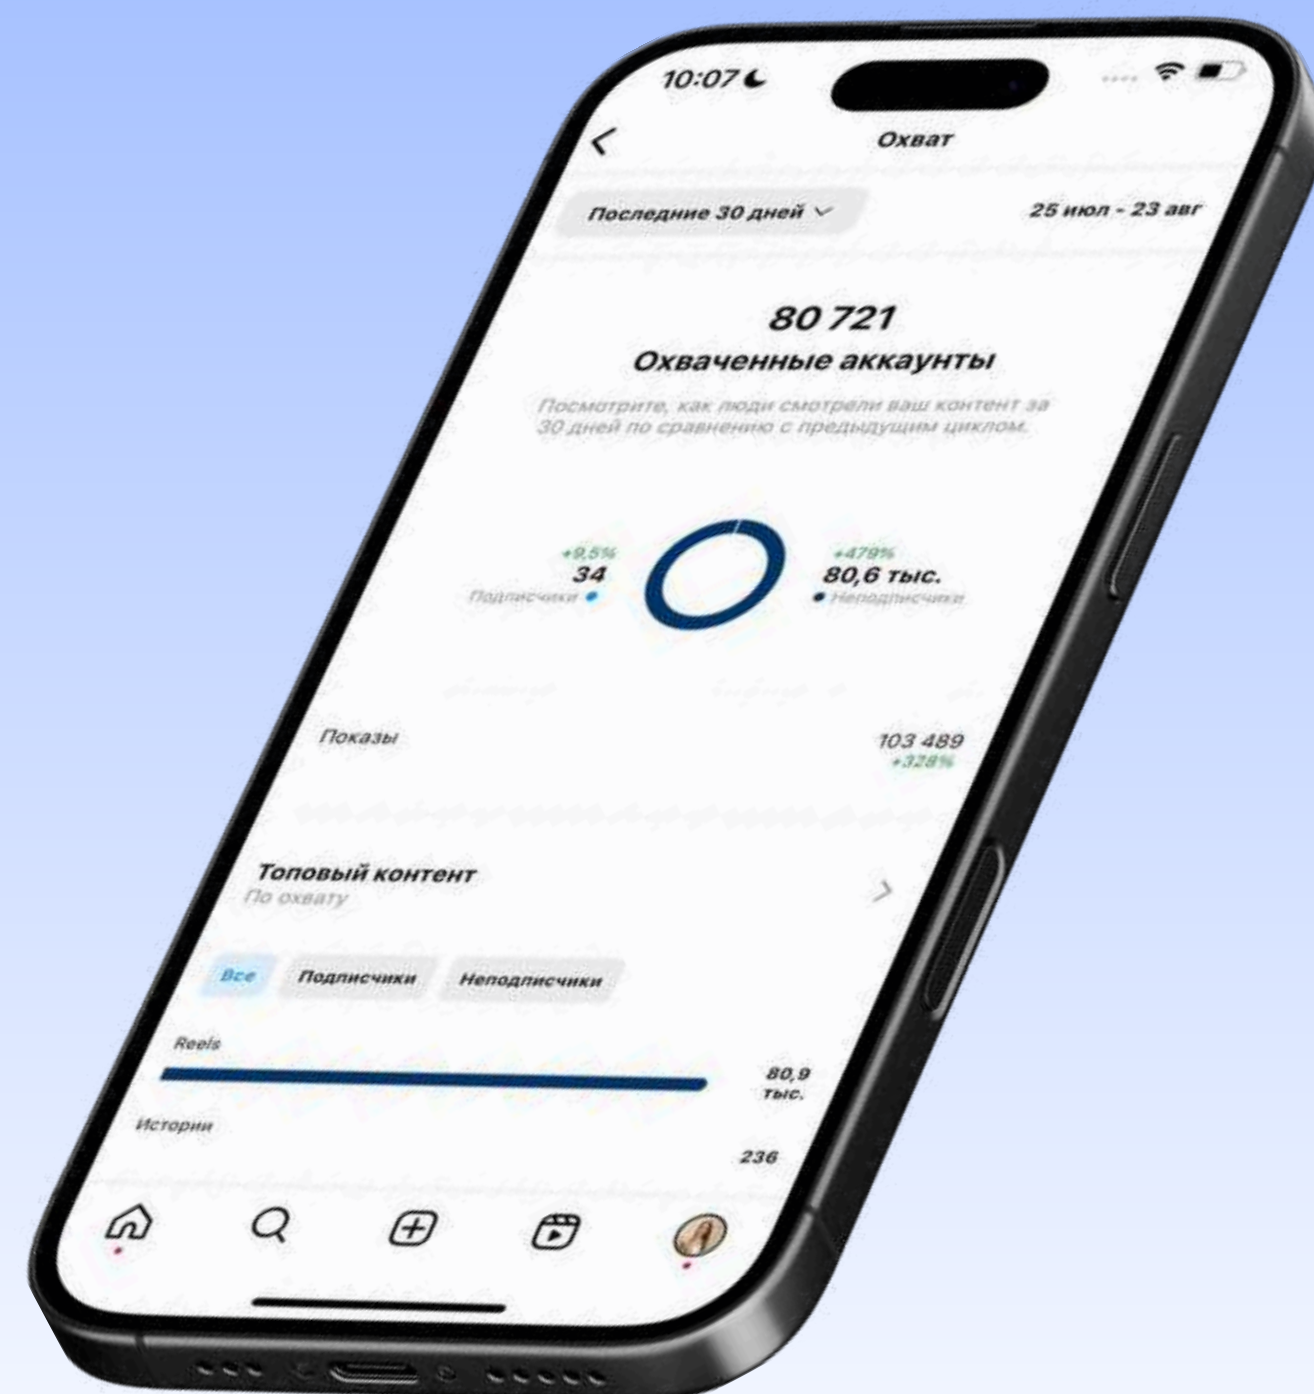 10:07
Охват
Последние 30 дней
25 июл - 23 авг
80 721
Охваченные аккаунты
Посмотрите, как люди смотрели ваш контент за
30 дней по сравнению с предыдущим циклом.
+9,5%
34
Подписчики
+479%
80,6 тыс.
Неподписчики
Показы
103 489
+328%
Топовый контент
По охвату
Все
Подписчики
Неподписчики
Reels
80,9
тыс.
Истории
236